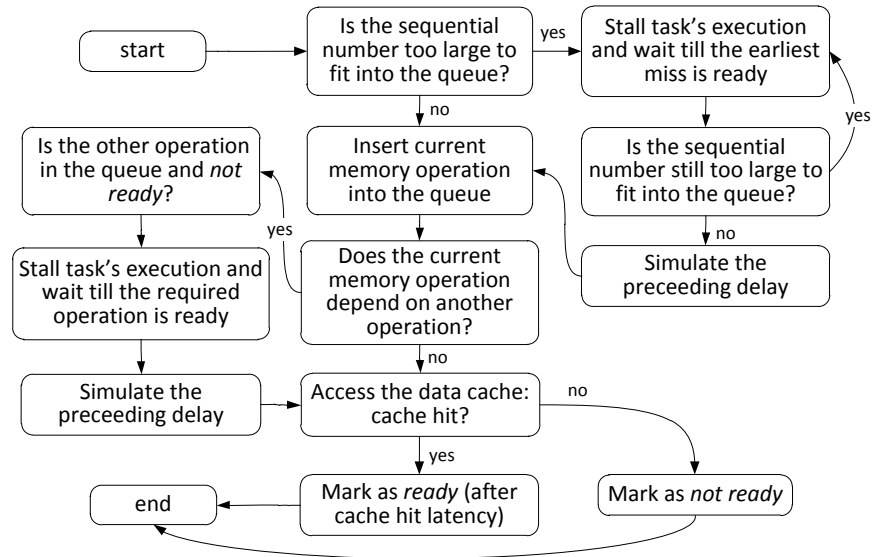 start
Is the sequential
number too large to
fit into the queue?
yes
Stall task's execution
and wait till the earliest
miss is ready
no
yes
Is the other operation
in the queue and not
ready?
Insert current
memory operation
into the queue
Is the sequential
number still too large to
fit into the queue?
yes
no
Stall task's execution and
wait till the required
operation is ready
Does the current
memory operation
depend on another
operation?
Simulate the
preceeding delay
no
Simulate the
preceeding delay
Access the data cache:
cache hit?
no
yes
end
Mark as ready (after
cache hit latency)
Mark as not ready